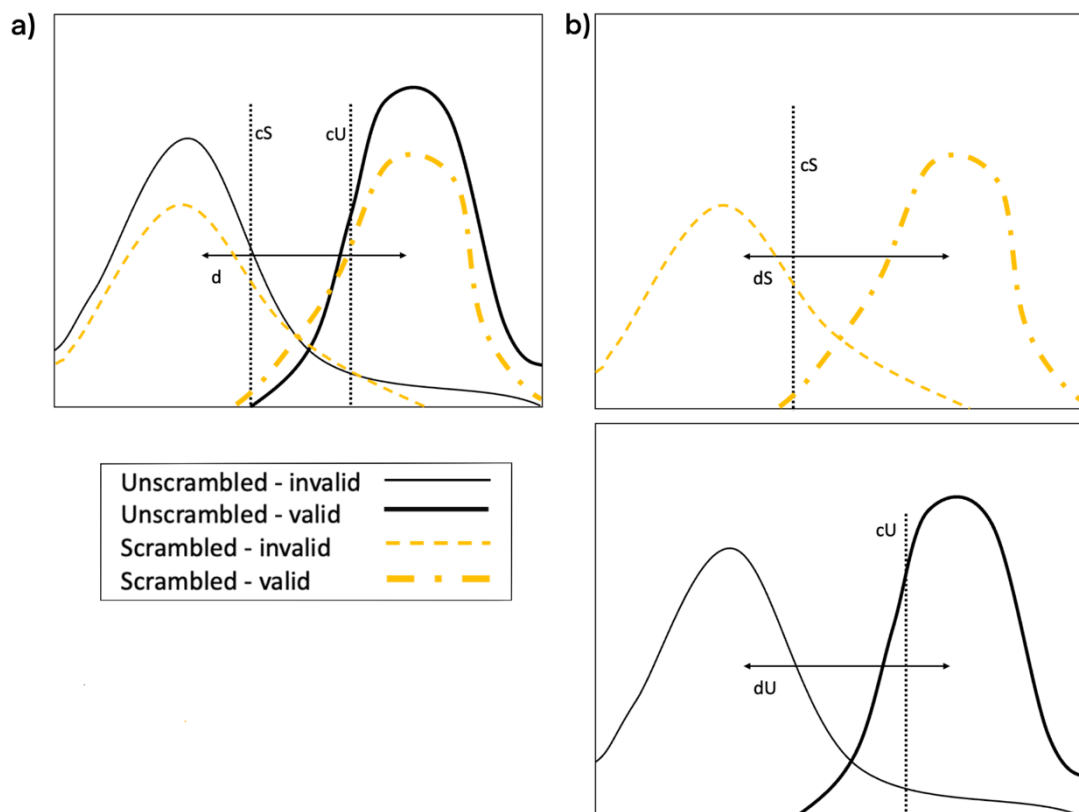 a)
cS
cU
d
b)
cS
dS
Unscrambled - invalid
Unscrambled - valid
Scrambled - invalid
Scrambled - valid
cU
dU